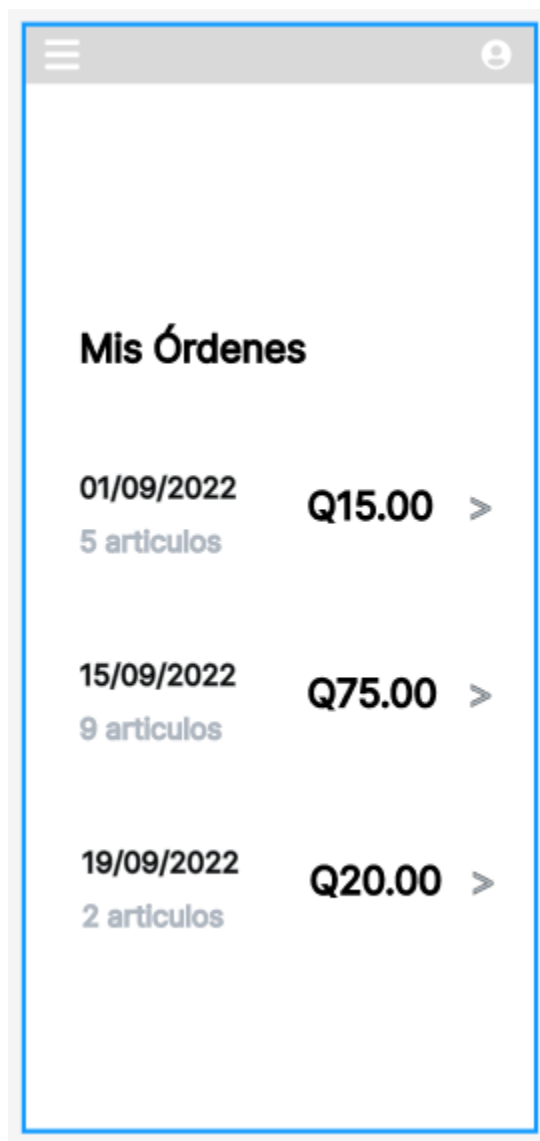 Mis Órdenes
01/09/2022
5 articulos
Q15.00 >
15/09/2022
9 articulos
Q75.00 >
19/09/2022
2 articulos
Q20.00 >